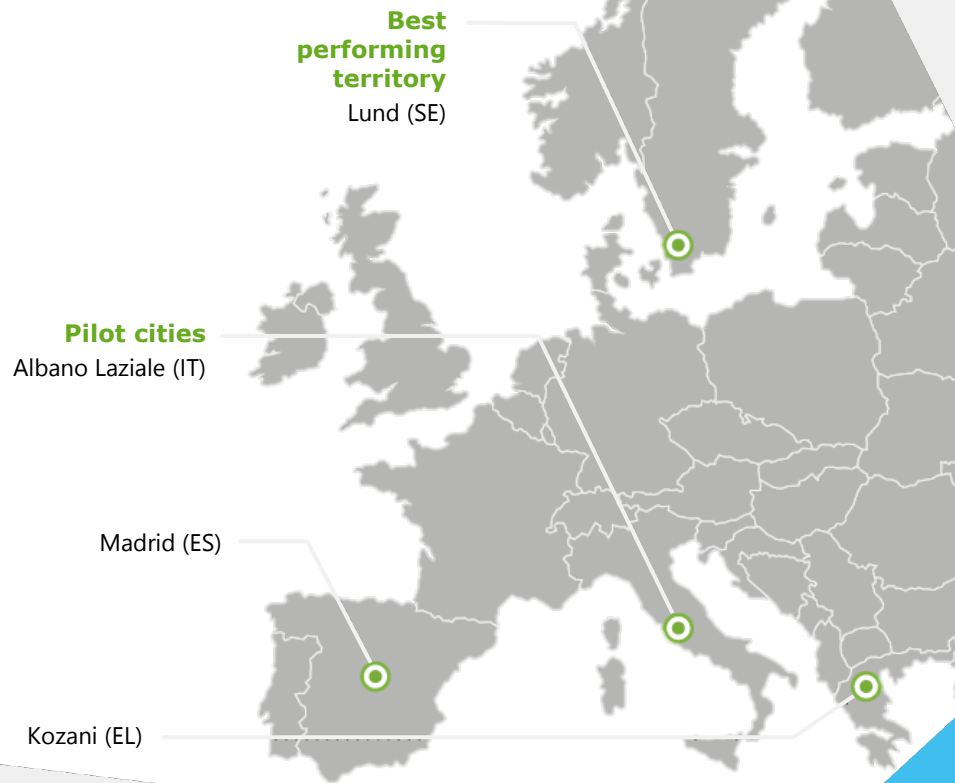 Best
performing
territory
Lund (SE)
Pilot cities
Albano Laziale (IT)
Madrid (ES)
Kozani (EL)